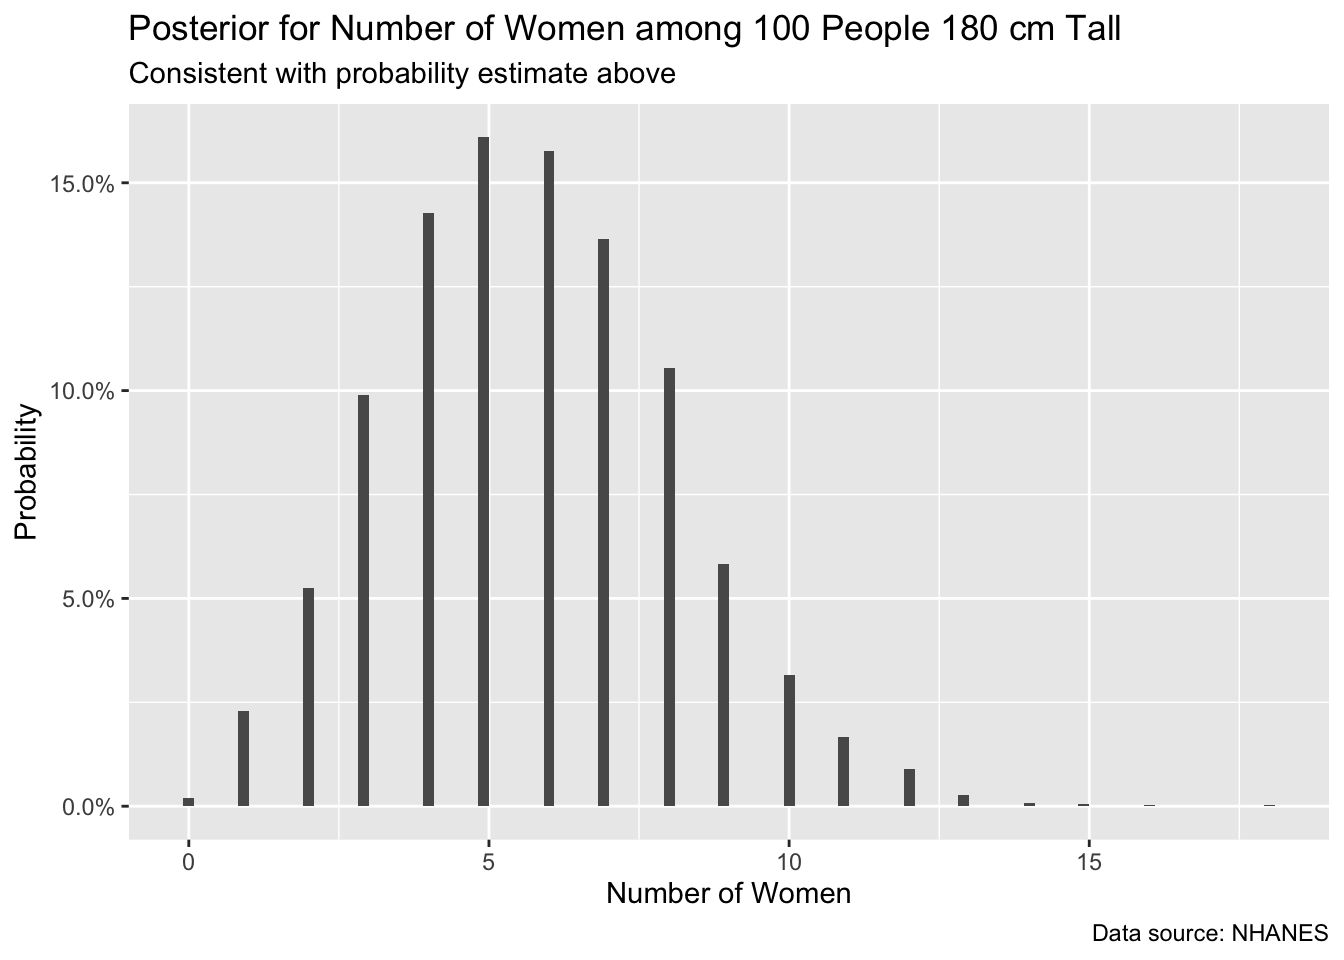 Posterior for Number of Women among 100 People 180 cm Tall
Consistent with probability estimate above
Probability
15.0%
10.0%
5.0%
0.0%
0 5 10 15
Number of Women
Data source: NHANES